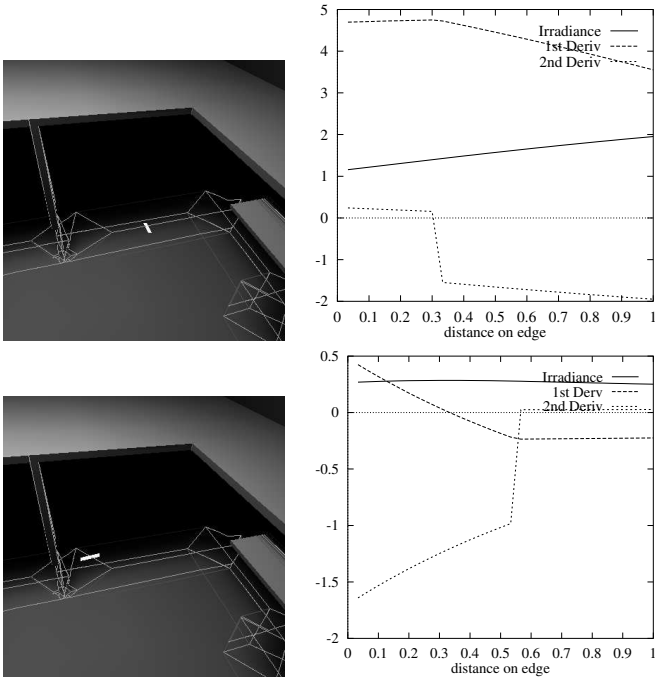 5
4
3
2
1
0
-1
-2
Irradiance
1st Deriv
2nd Deriv
0 0.1 0.2 0.3 0.4 0.5 0.6 0.7 0.8 0.9 1
distance on edge
0.5
0
-0.5
-1
-1.5
-2
Irradiance
1st Derv
2nd Deriv
0 0.1 0.2 0.3 0.4 0.5 0.6 0.7 0.8 0.9 1
distance on edge